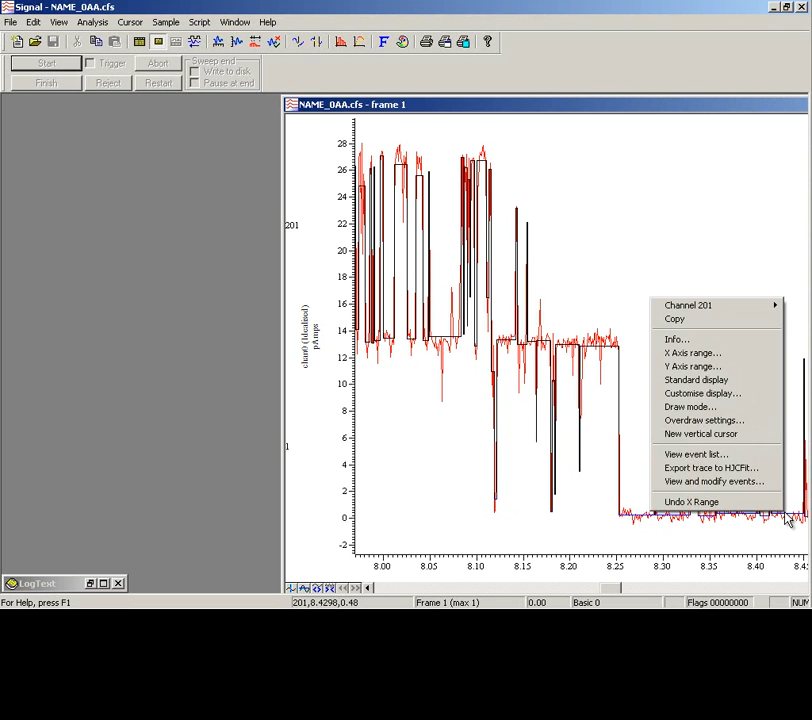 Signal - NAME_0AA.cfs
File Edit View Analysis Cursor Sample Script Window Help
Start Trigger Abort Sweep end
Write to disk
Finish Reject Restart Pause at end
NAME_0AA.cfs - frame 1
28
26
24
22
20
18
16
14
12
10
8
6
4
2
0
-2
201
1
pAmps
8.00 8.05 8.10 8.15 8.20 8.25 8.30 8.35 8.40 8.45
Channel 201
Copy
Info...
X Axis range...
Y Axis range...
Standard display
Customise display...
Draw mode...
Overdraw settings...
New vertical cursor
View event list...
Export trace to HJCFit...
View and modify events...
Undo X Range
LogText
For Help, press F1 201,8.4298,0.48 Frame 1 (max 1) 0.00 Basic 0 Flags 00000000 NUM